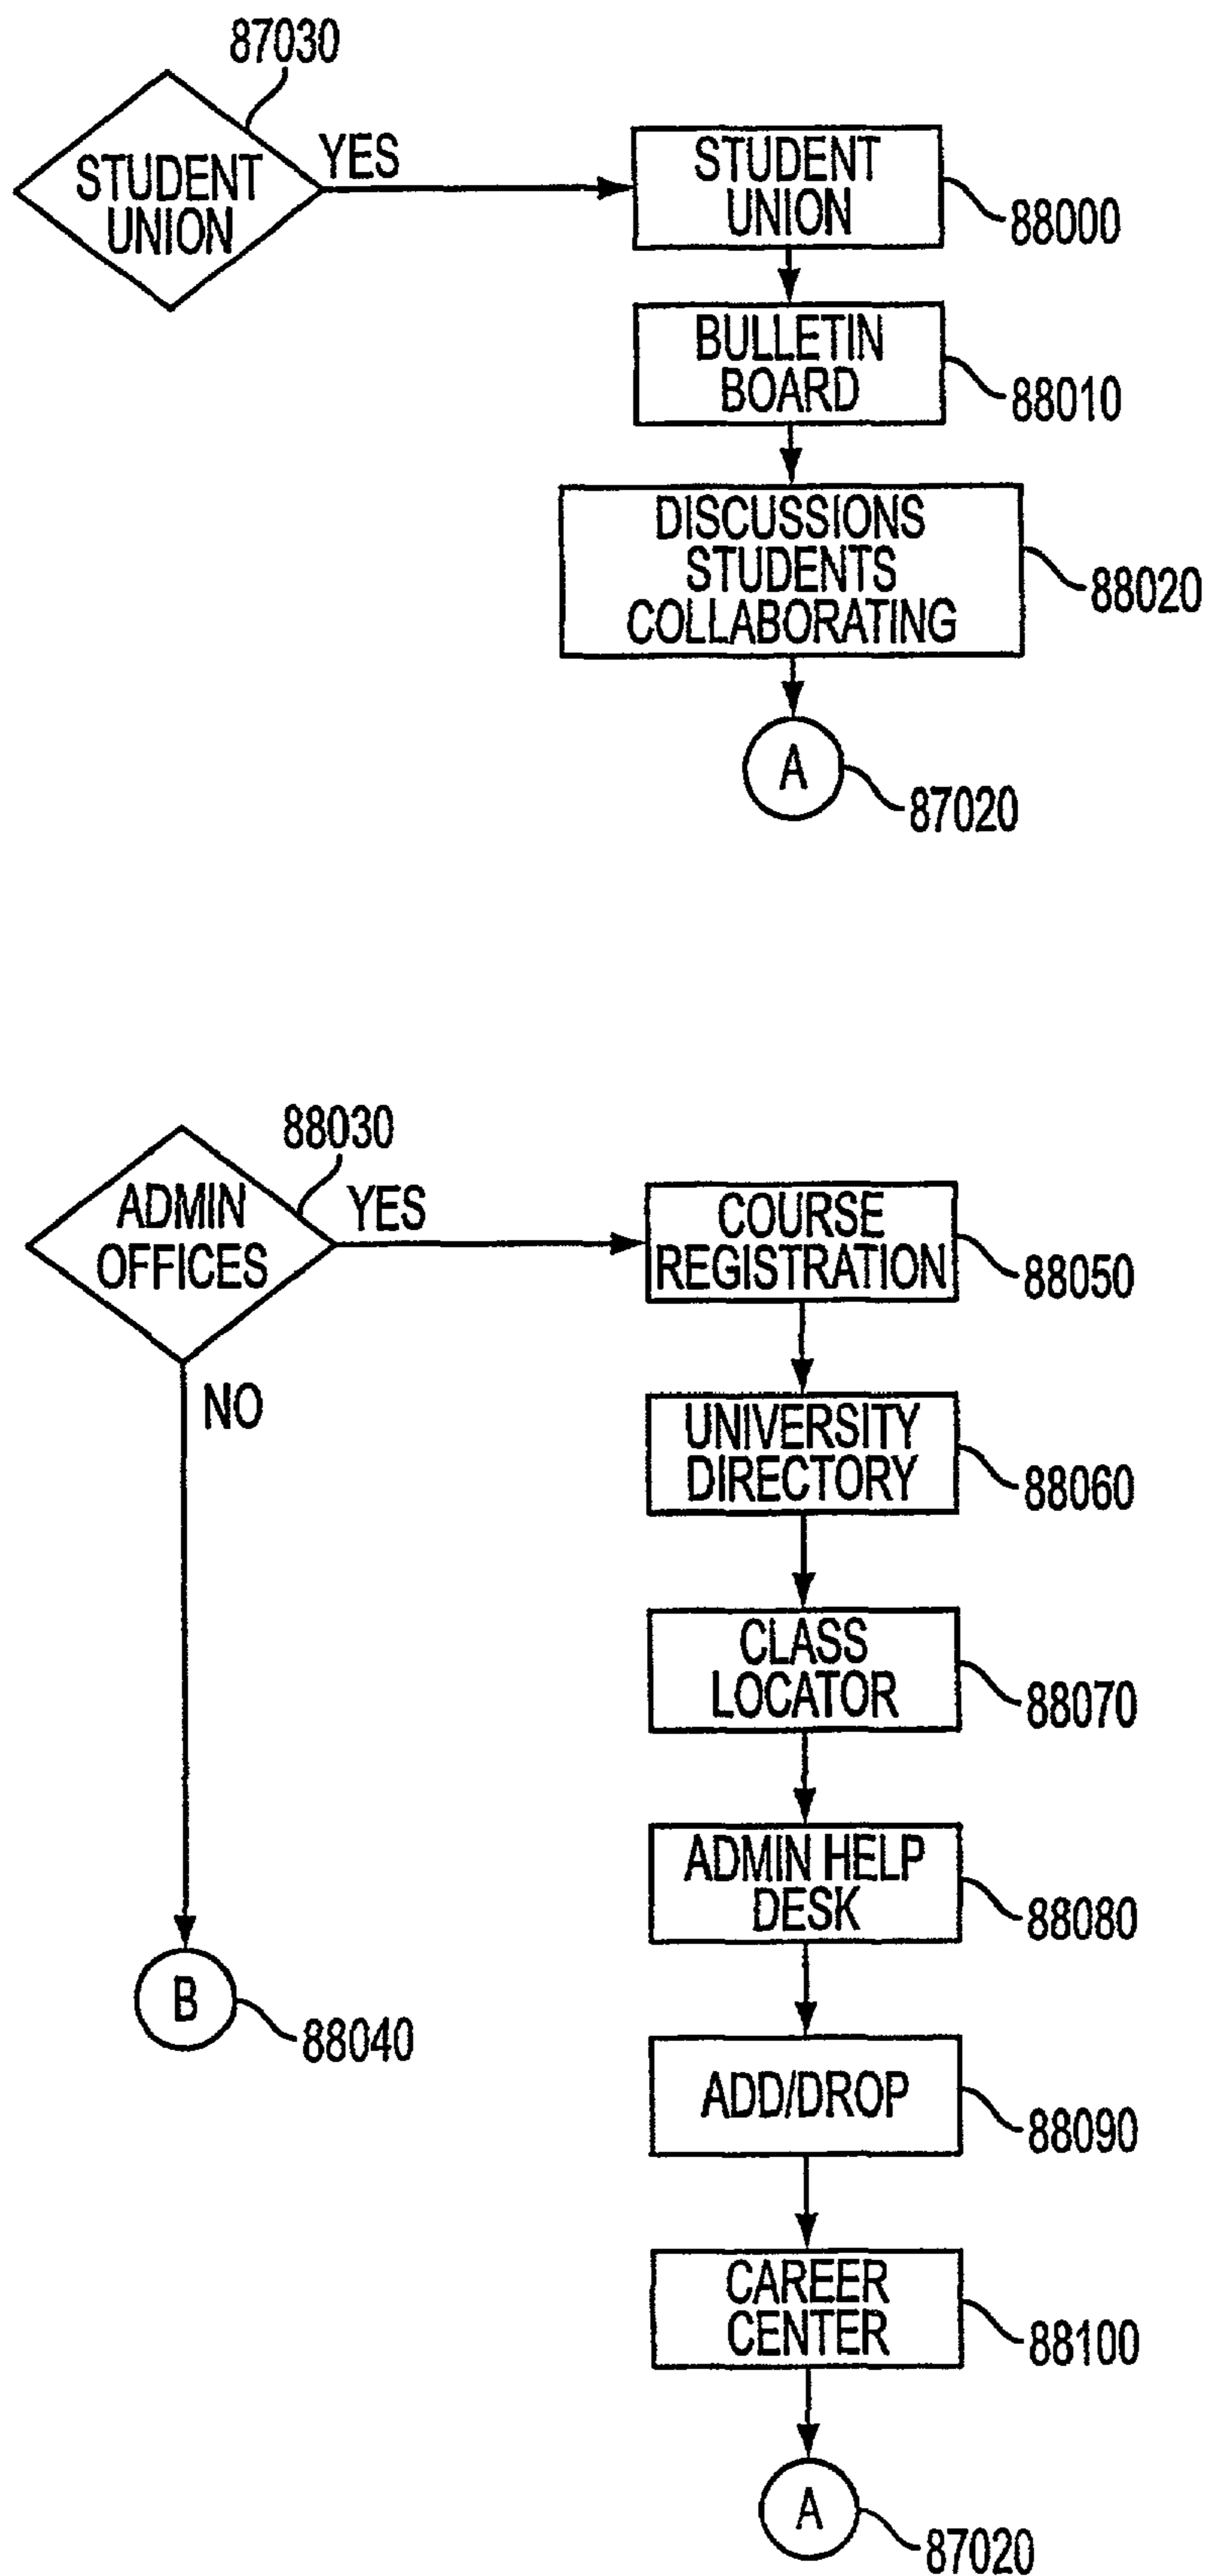 87030
STUDENT
UNION
YES
STUDENT
UNION
88000
BULLETIN
BOARD
88010
DISCUSSIONS
STUDENTS
COLLABORATING
88020
A
87020
88030
ADMIN
OFFICES
YES
NO
B
88040
COURSE
REGISTRATION
88050
UNIVERSITY
DIRECTORY
88060
CLASS
LOCATOR
88070
ADMIN HELP
DESK
88080
ADD/DROP
88090
CAREER
CENTER
88100
A
87020